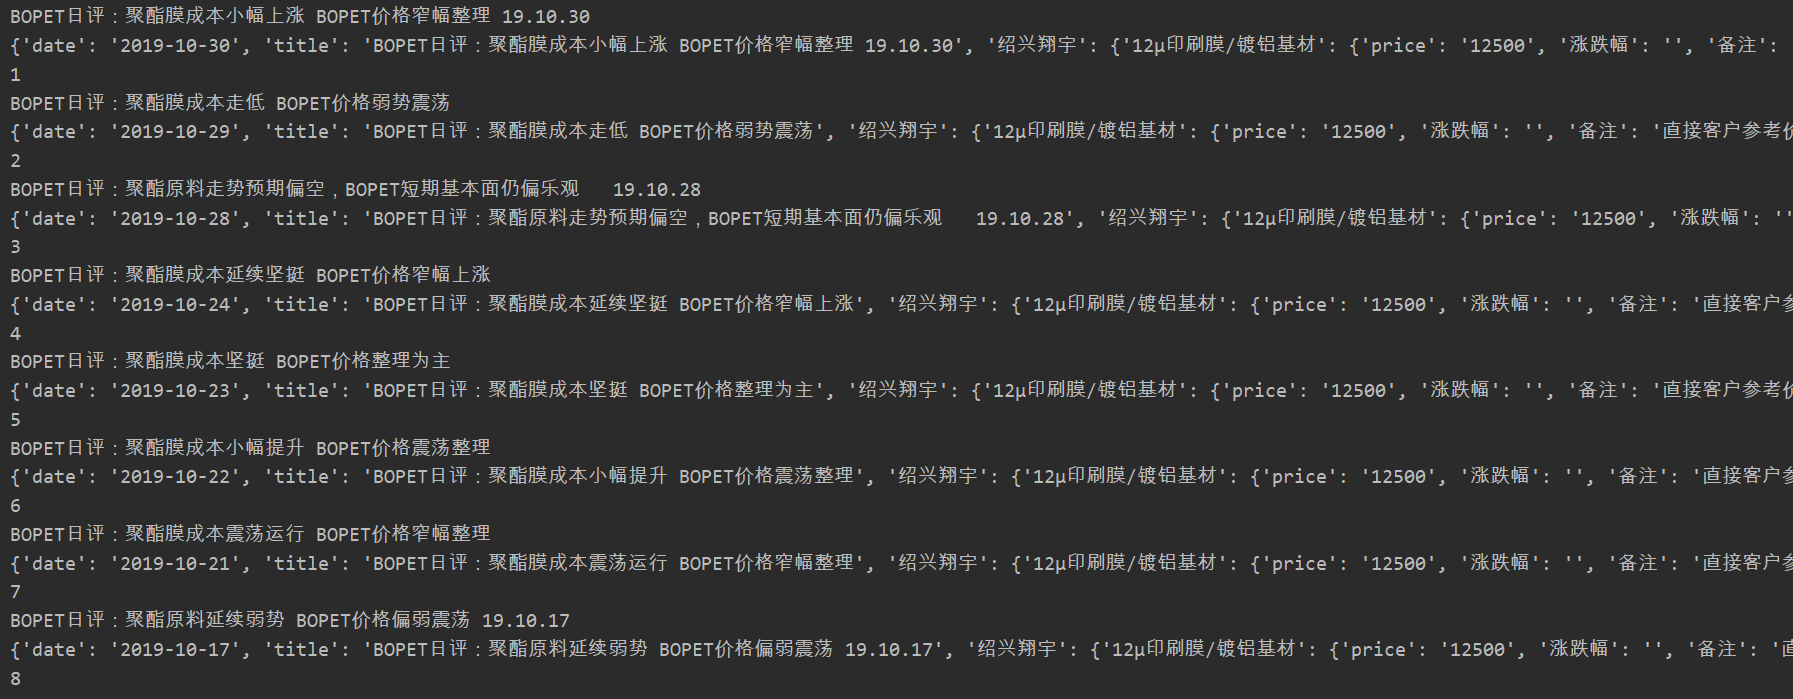 BOPET日评：聚酯膜成本小幅上涨 BOPET价格窄幅整理 19.10.30
{'date': '2019-10-30', 'title': 'BOPET日评：聚酯膜成本小幅上涨 BOPET价格窄幅整理 19.10.30', '绍兴翔宇': {'12μ印刷膜/镀铝基材': {'price': '12500', '涨跌幅': '', '备注':
1
BOPET日评：聚酯膜成本走低 BOPET价格弱势震荡
{'date': '2019-10-29', 'title': 'BOPET日评：聚酯膜成本走低 BOPET价格弱势震荡', '绍兴翔宇': {'12μ印刷膜/镀铝基材': {'price': '12500', '涨跌幅': '', '备注': '直接客户参考价
2
BOPET日评：聚酯原料走势预期偏空，BOPET短期基本面仍偏乐观   19.10.28
{'date': '2019-10-28', 'title': 'BOPET日评：聚酯原料走势预期偏空，BOPET短期基本面仍偏乐观   19.10.28', '绍兴翔宇': {'12μ印刷膜/镀铝基材': {'price': '12500', '涨跌幅': ''
3
BOPET日评：聚酯膜成本延续坚挺 BOPET价格窄幅上涨
{'date': '2019-10-24', 'title': 'BOPET日评：聚酯膜成本延续坚挺 BOPET价格窄幅上涨', '绍兴翔宇': {'12μ印刷膜/镀铝基材': {'price': '12500', '涨跌幅': '', '备注': '直接客户参
4
BOPET日评：聚酯膜成本坚挺 BOPET价格整理为主
{'date': '2019-10-23', 'title': 'BOPET日评：聚酯膜成本坚挺 BOPET价格整理为主', '绍兴翔宇': {'12μ印刷膜/镀铝基材': {'price': '12500', '涨跌幅': '', '备注': '直接客户参考价
5
BOPET日评：聚酯膜成本小幅提升 BOPET价格震荡整理
{'date': '2019-10-22', 'title': 'BOPET日评：聚酯膜成本小幅提升 BOPET价格震荡整理', '绍兴翔宇': {'12μ印刷膜/镀铝基材': {'price': '12500', '涨跌幅': '', '备注': '直接客户参
6
BOPET日评：聚酯膜成本震荡运行 BOPET价格窄幅整理
{'date': '2019-10-21', 'title': 'BOPET日评：聚酯膜成本震荡运行 BOPET价格窄幅整理', '绍兴翔宇': {'12μ印刷膜/镀铝基材': {'price': '12500', '涨跌幅': '', '备注': '直接客户参
7
BOPET日评：聚酯原料延续弱势 BOPET价格偏弱震荡 19.10.17
{'date': '2019-10-17', 'title': 'BOPET日评：聚酯原料延续弱势 BOPET价格偏弱震荡 19.10.17', '绍兴翔宇': {'12μ印刷膜/镀铝基材': {'price': '12500', '涨跌幅': '', '备注': '直
8